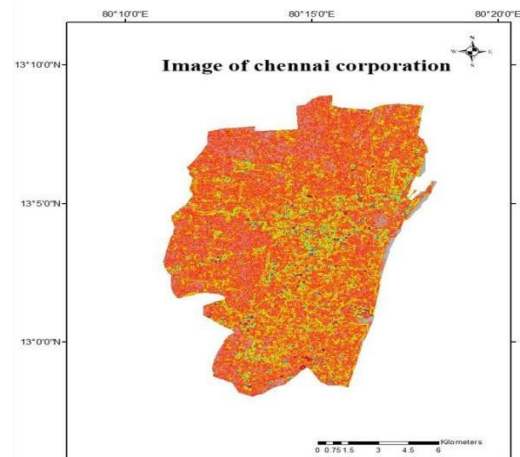 80°10'0"E 80°15'0"E 80°20'0"E
N
W E
S
Image of chennai corporation
13°10'0"N
13°5'0"N
13°0'0"N
Kilometers
0 0.75 1.5 3 4.5 6